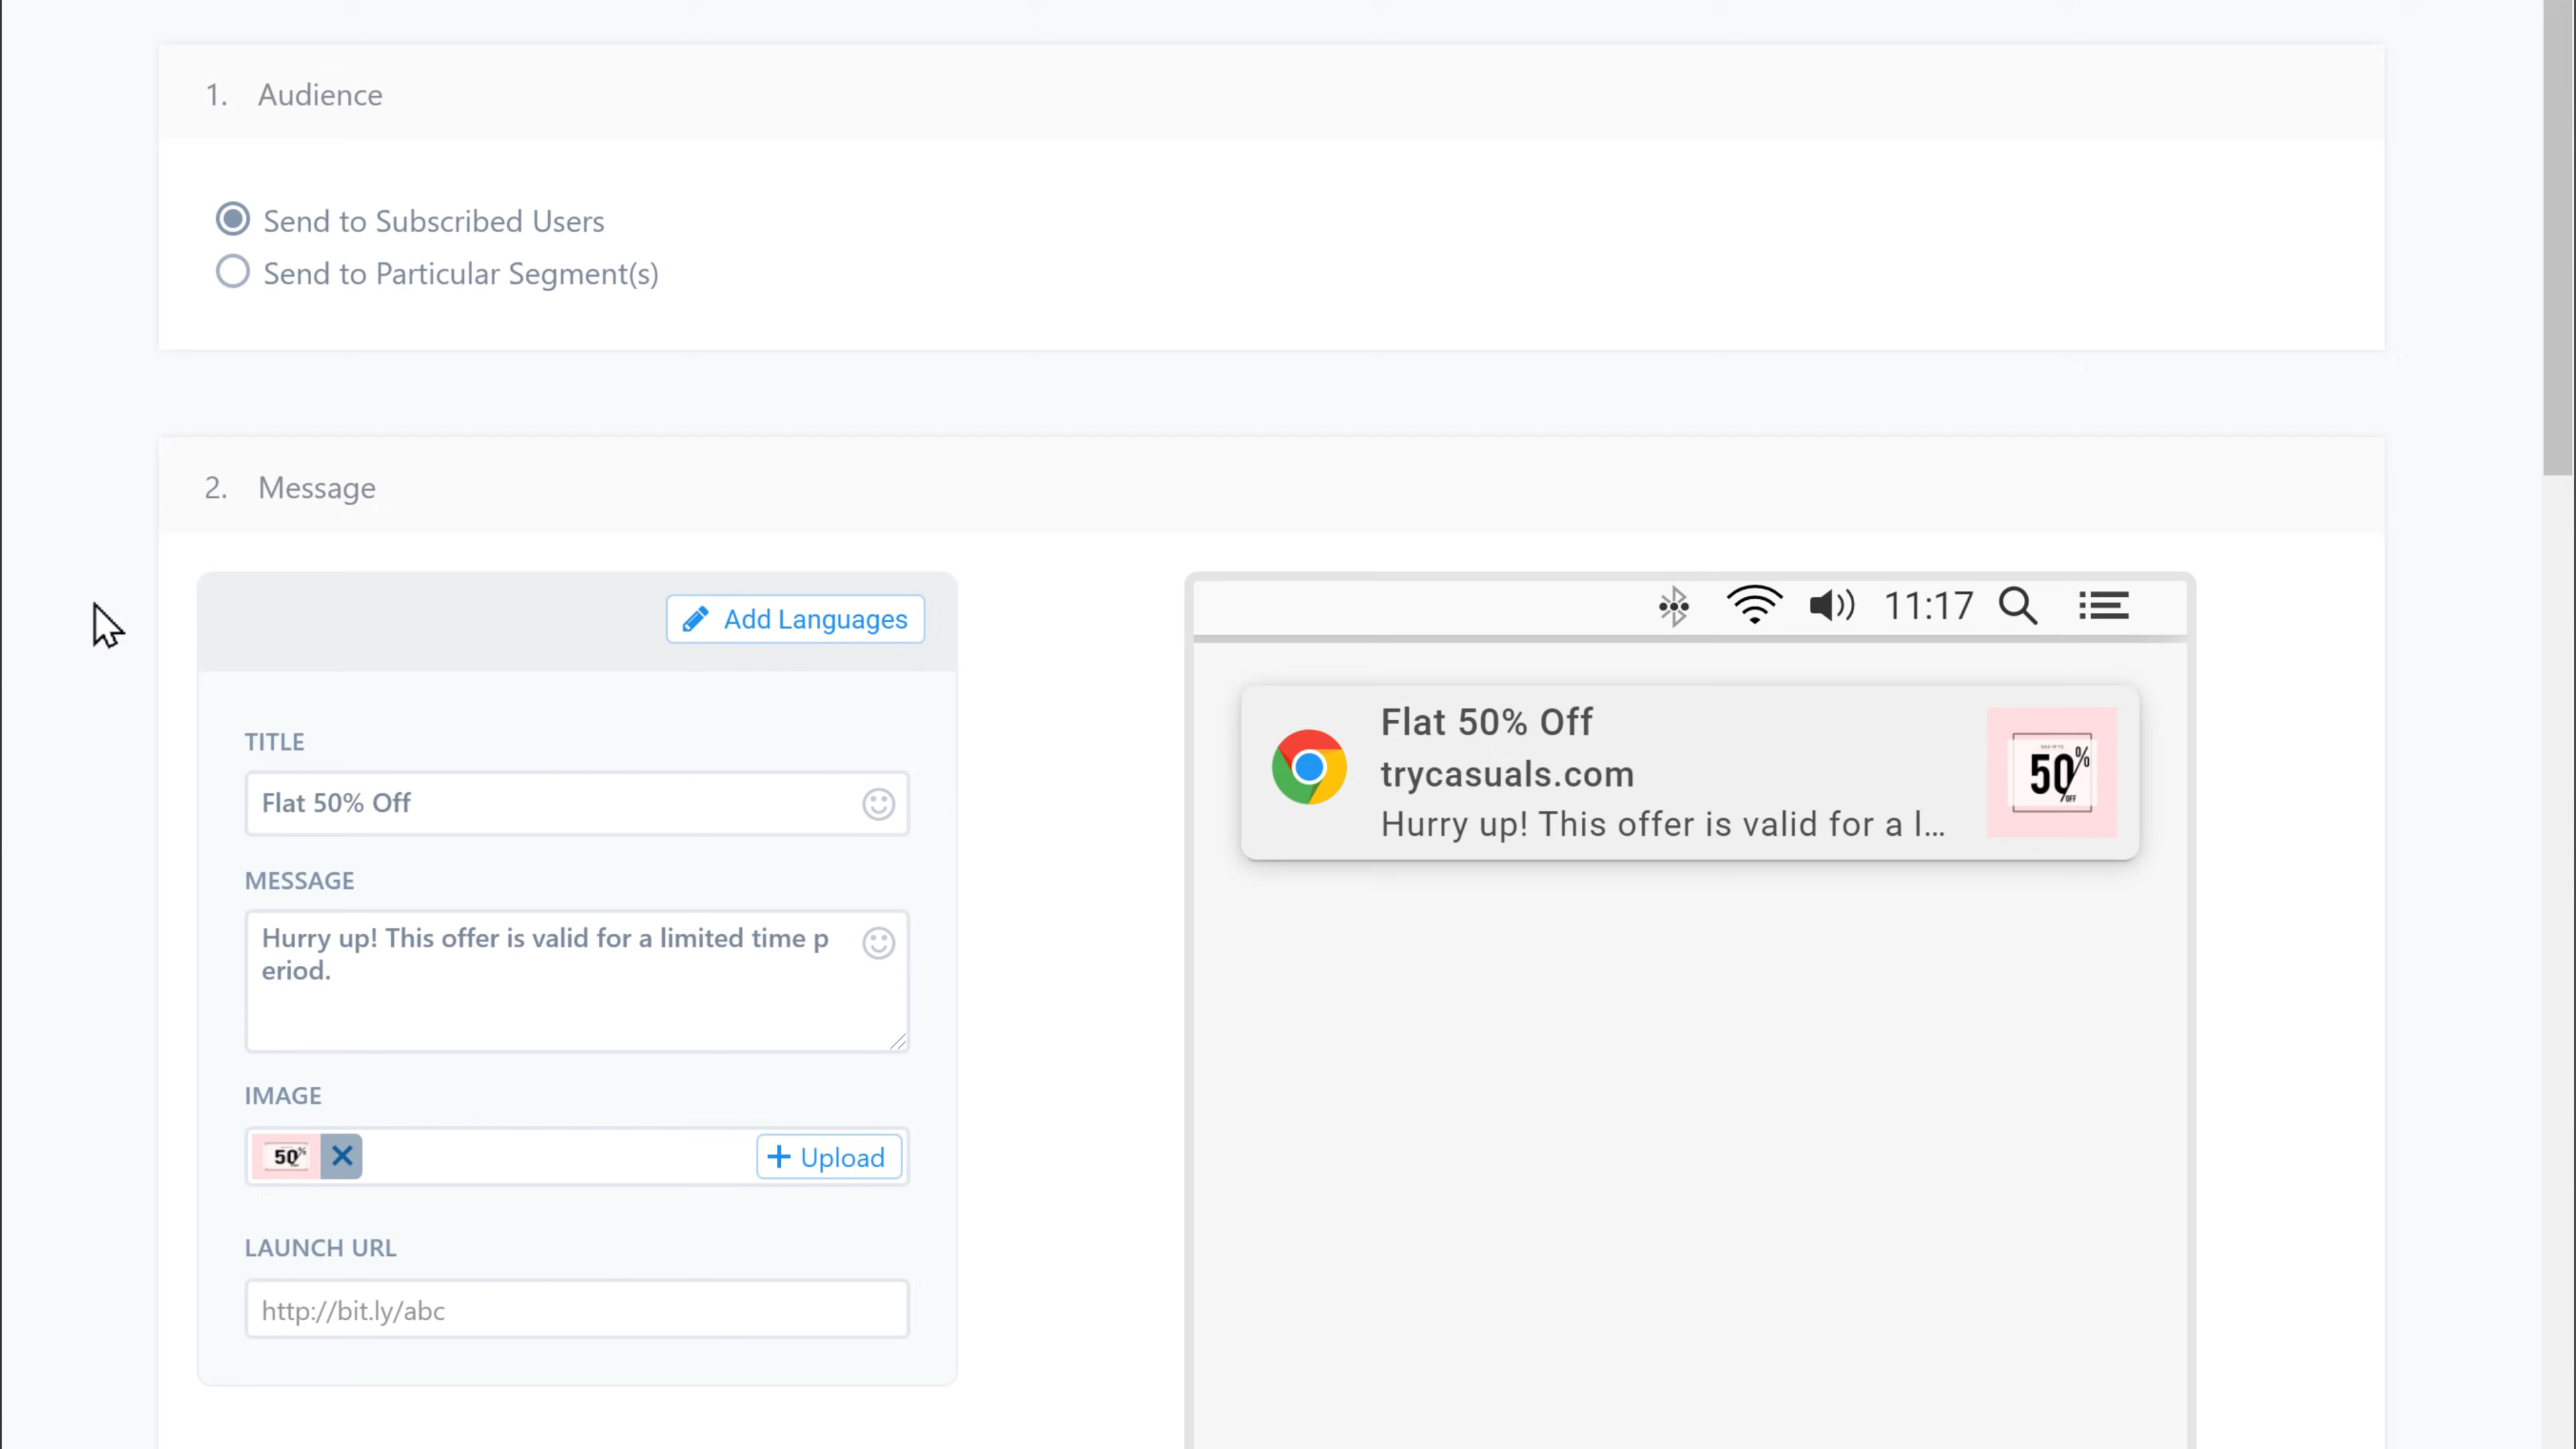 1. Audience
Send to Subscribed Users
Send to Particular Segment(s)
2. Message
Add Languages
TITLE
Flat 50% Off
MESSAGE
Hurry up! This offer is valid for a limited time p
eriod.
IMAGE
50%
Upload
LAUNCH URL
http://bit.ly/abc
11:17
Flat 50% Off
trycasuals.com
Hurry up! This offer is valid for a l...
50%
OFF